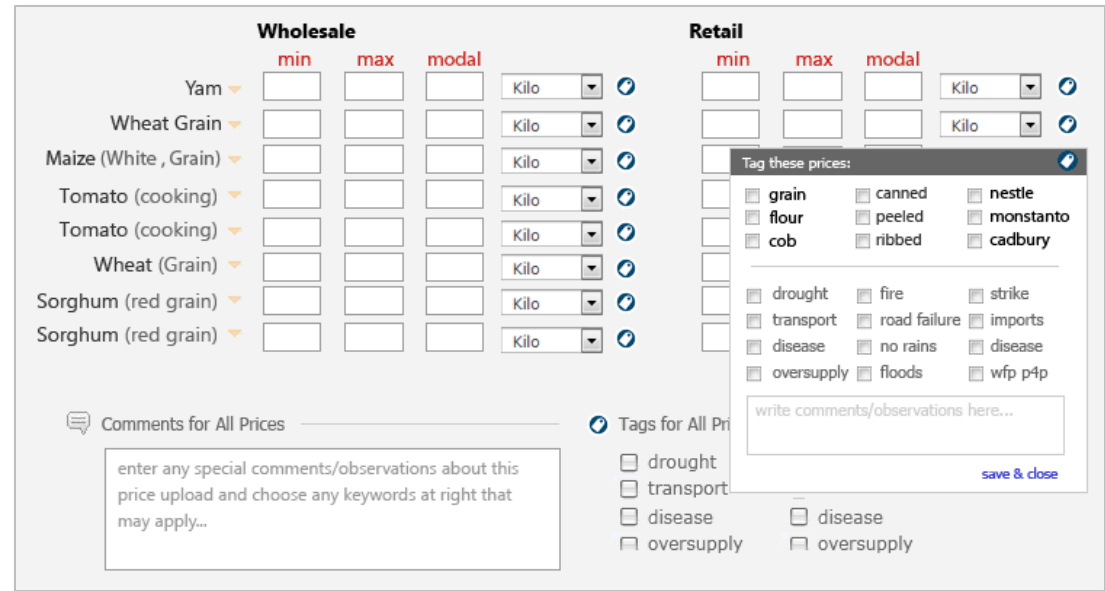 Wholesale Retail
min max modal min max modal
Yam Kilo Kilo
Wheat Grain Kilo Kilo
Maize (White , Grain) Kilo
Tomato (cooking) Kilo
Tomato (cooking) Kilo
Wheat (Grain) Kilo
Sorghum (red grain) Kilo
Sorghum (red grain) Kilo
Tag these prices:
grain canned nestle
flour peeled monstanto
cob ribbed cadbury
drought fire strike
transport road failure imports
disease no rains disease
oversupply floods wfp p4p
write comments/observations here...
save & close
Comments for All Prices
enter any special comments/observations about this
price upload and choose any keywords at right that
may apply...
Tags for All Pri
drought
transport
disease disease
oversupply oversupply